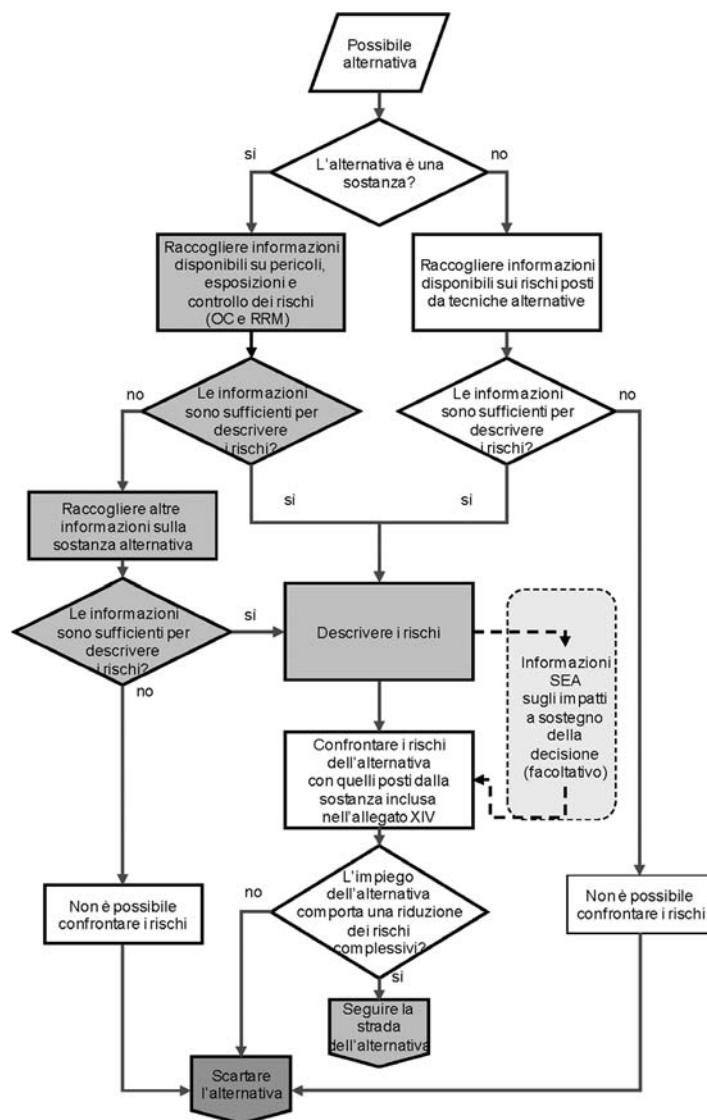 Possibile
alternativa
sí
no
L'alternativa è una
sostanza?
Raccogliere informazioni
disponibili su pericoli,
esposizioni e
controllo dei rischi
(OC e RRM)
Raccogliere informazioni
disponibili sui rischi posti
da tecniche alternative
no
Le informazioni
sono sufficienti per
descrivere
i rischi?
Le informazioni
sono sufficienti per
descrivere
i rischi?
no
sí
sí
Raccogliere altre
informazioni sulla
sostanza alternativa
Le informazioni
sono sufficienti per
descrivere
i rischi?
sí
no
Descrivere i rischi
Informazioni
SEA
sugli impatti
a sostegno
della
decisione
(facoltativo)
Confrontare i rischi
dell'alternativa
con quelli posti dalla
sostanza inclusa
nell'allegato XIV
Non è possibile
confrontare i rischi
no
L'impiego
dell'alternativa
comporta una riduzione
dei rischi
complessivi?
sí
Non è possibile
confrontare i rischi
Seguire la
strada
dell'alternativa
Scartare
l'alternativa